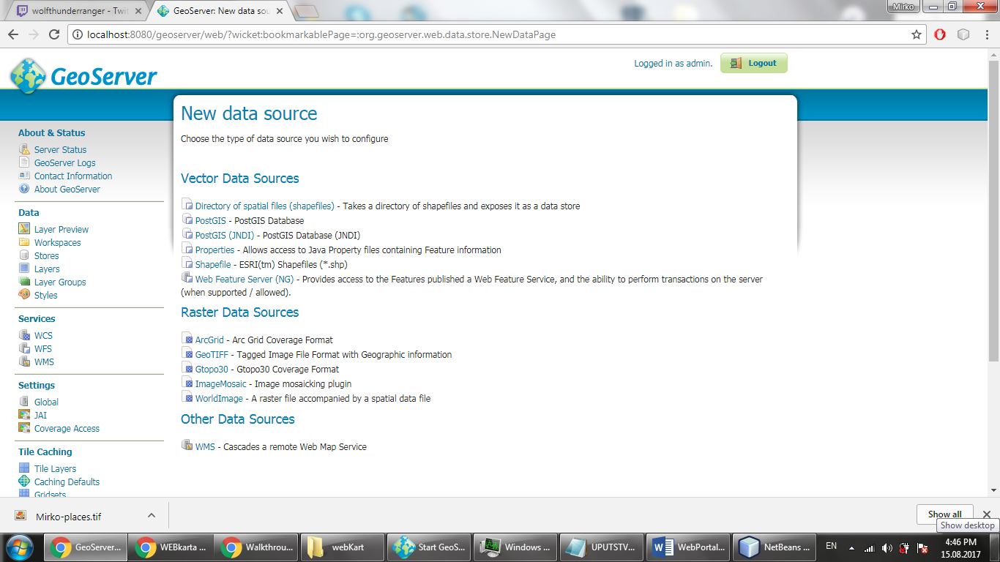 wolfthunderranger - Twit
GeoServer: New data sou
Mirko
localhost:8080/geoserver/web/?wicket:bookmarkablePage=:org.geoserver.web.data.store.NewDataPage
GeoServer
Logged in as admin.
Logout
About & Status
Server Status
GeoServer Logs
Contact Information
About GeoServer
Data
Layer Preview
Workspaces
Stores
Layers
Layer Groups
Styles
Services
WCS
WFS
WMS
Settings
Global
JAI
Coverage Access
Tile Caching
Tile Layers
Caching Defaults
Gridsets
New data source
Choose the type of data source you wish to configure
Vector Data Sources
Directory of spatial files (shapefiles) - Takes a directory of shapefiles and exposes it as a data store
PostGIS - PostGIS Database
PostGIS (JNDI) - PostGIS Database (JNDI)
Properties - Allows access to Java Property files containing Feature information
Shapefile - ESRI(tm) Shapefiles (*.shp)
Web Feature Server (NG) - Provides access to the Features published a Web Feature Service, and the ability to perform transactions on the server
(when supported / allowed).
Raster Data Sources
ArcGrid - Arc Grid Coverage Format
GeoTIFF - Tagged Image File Format with Geographic information
Gtopo30 - Gtopo30 Coverage Format
ImageMosaic - Image mosaicking plugin
WorldImage - A raster file accompanied by a spatial data file
Other Data Sources
WMS - Cascades a remote Web Map Service
Mirko-places.tif
Show all
Show desktop
GeoServer...
WEBkarta ...
Walkthrou...
webKart
Start GeoS...
Windows ...
UPUTSTV...
WebPortal...
NetBeans ...
EN
4:46 PM
15.08.2017